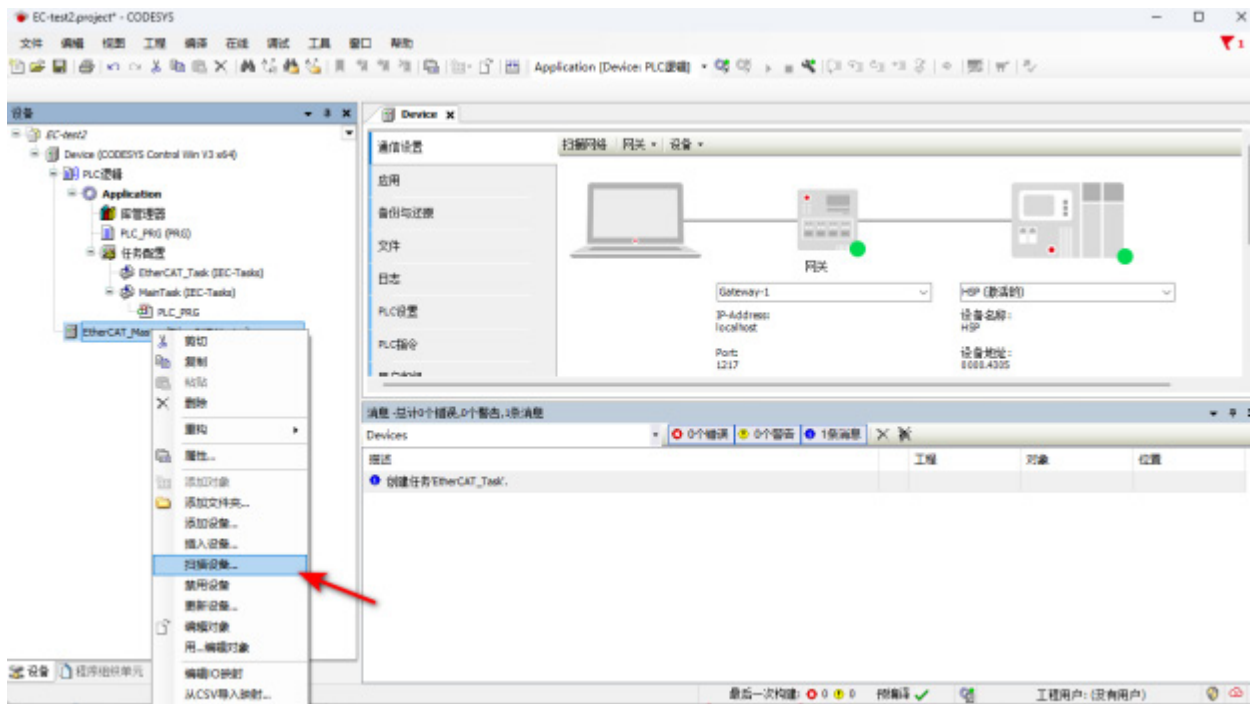 EC-test2.project* - CODESYS
文件 编辑 视图 工程 编译 在线 调试 工具 窗口 帮助
1
Application [Device: PLC逻辑]
设备
EC-test2
Device (CODESYS Control Win V3 x64)
PLC逻辑
Application
库管理器
PLC_PRG (PRG)
任务配置
EtherCAT_Task (IEC-Tasks)
MainTask (IEC-Tasks)
PLC_PRG
剪切
复制
粘贴
删除
重构
属性...
添加对象
添加文件夹...
添加设备...
插入设备...
扫描设备...
禁用设备
更新设备...
编辑对象
用...编辑对象
编辑IO映射
从CSV导入映射...
设备 程序组织单元
Device
通信设置
应用
备份与还原
文件
日志
PLC设置
PLC指令
扫描网络 网关 设备
网关
Gateway-1
IP-Address:
localhost
Port:
1217
HSP (激活的)
设备名称:
HSP
设备地址:
消息 -总计0个错误,0个警告,1条消息
Devices 0个错误 0个警告 1条消息
描述 工程 对象 位置
创建任务'EtherCAT_Task'.
最后一次构建: 0 0 预编译 工程用户: (没有用户)